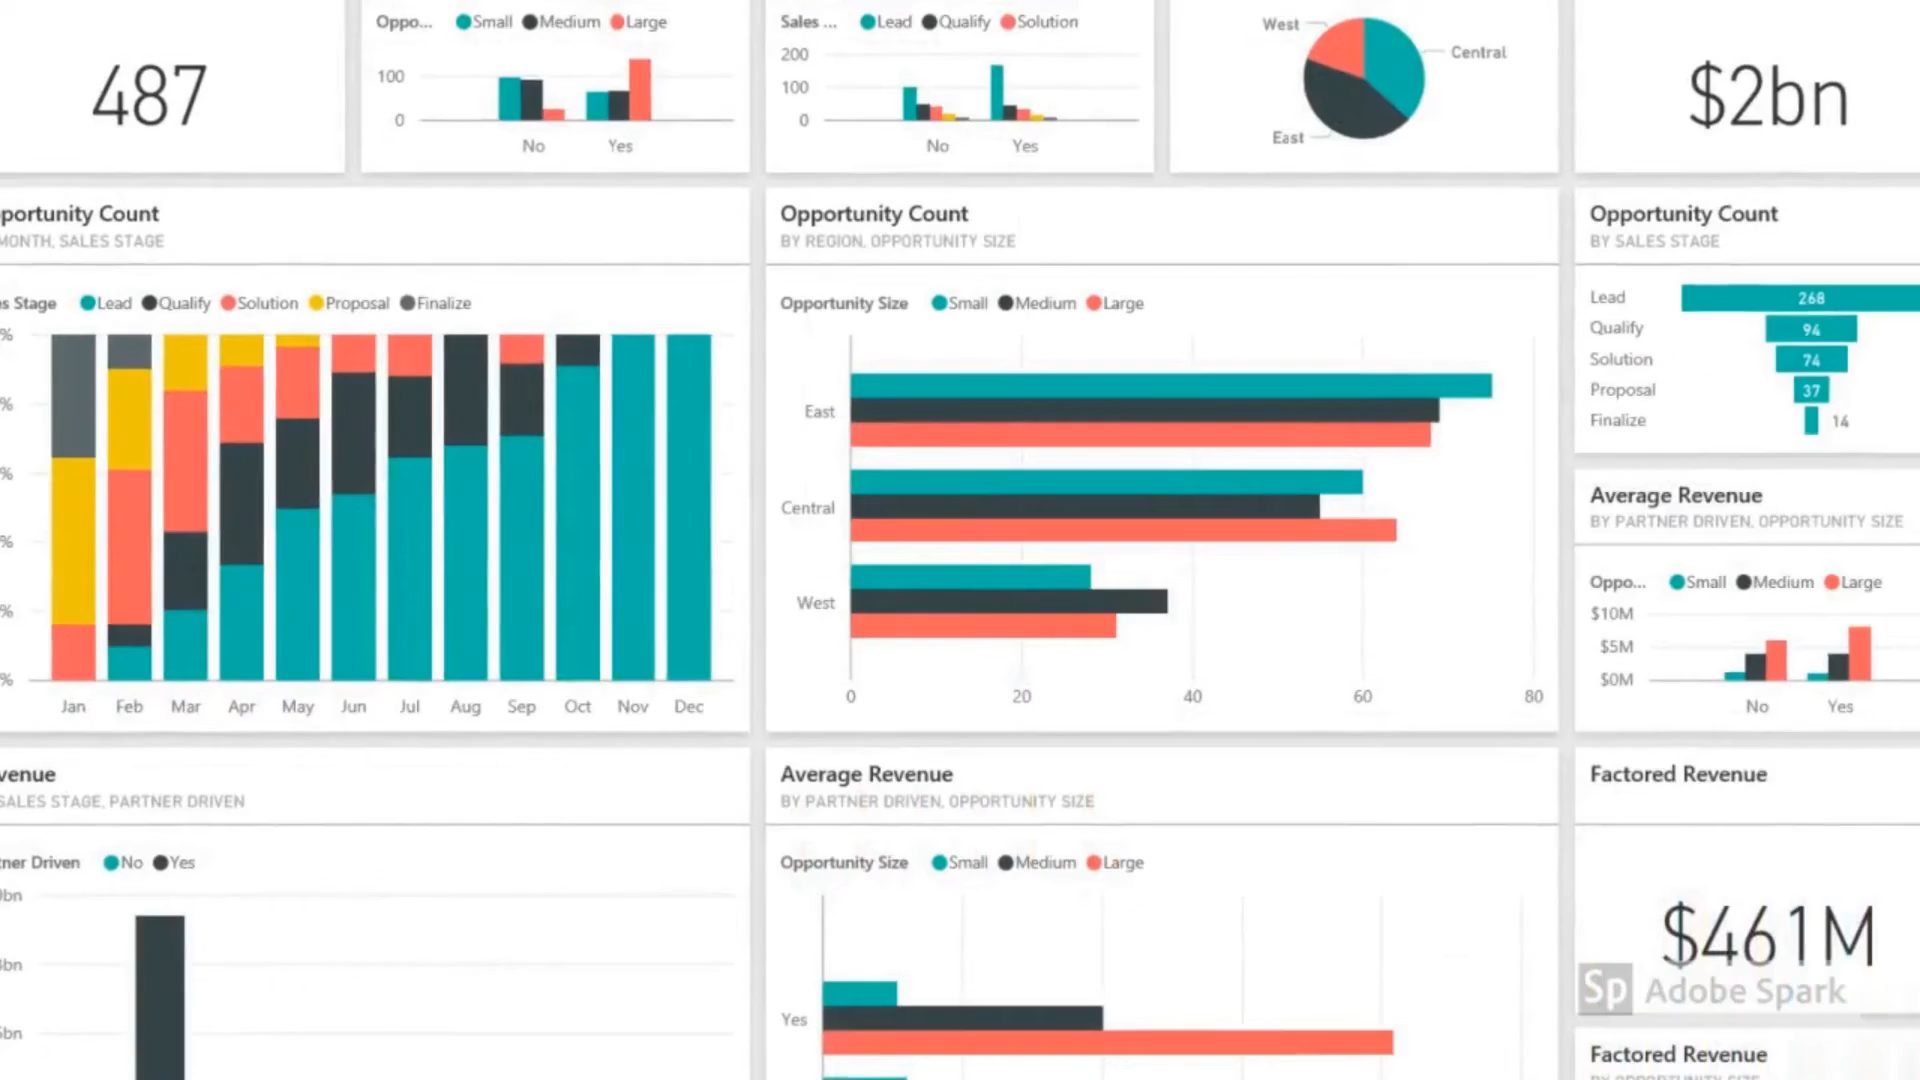 487
Oppo... Small Medium Large
100
0
No Yes
Sales ... Lead Qualify Solution
200
100
0
No Yes
West
Central
East
$2bn
portunity Count
MONTH, SALES STAGE
s Stage Lead Qualify Solution Proposal Finalize
%
%
%
%
%
%
Jan Feb Mar Apr May Jun Jul Aug Sep Oct Nov Dec
Opportunity Count
BY REGION, OPPORTUNITY SIZE
Opportunity Size Small Medium Large
East
Central
West
0 20 40 60 80
Opportunity Count
BY SALES STAGE
Lead 268
Qualify 94
Solution 74
Proposal 37
Finalize 14
Average Revenue
BY PARTNER DRIVEN, OPPORTUNITY SIZE
Oppo... Small Medium Large
$10M
$5M
$0M
No Yes
venue
SALES STAGE, PARTNER DRIVEN
tner Driven No Yes
bn
bn
bn
Average Revenue
BY PARTNER DRIVEN, OPPORTUNITY SIZE
Opportunity Size Small Medium Large
Yes
Factored Revenue
$461M
Sp Adobe Spark
Factored Revenue
BY OPPORTUNITY SIZE